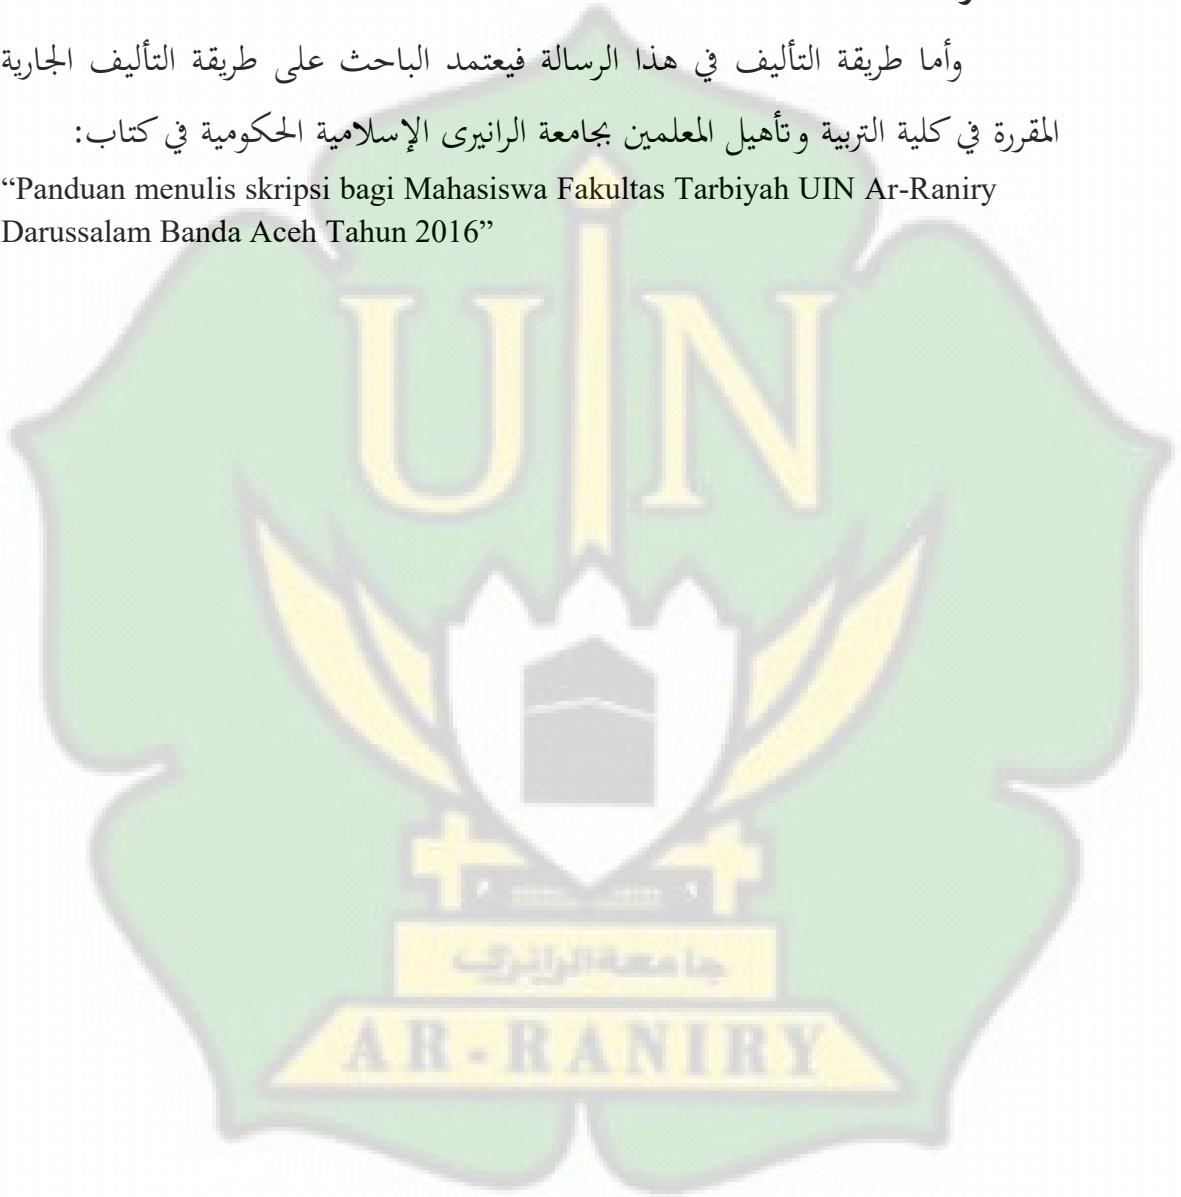 وأما طريقة التأليف في هذا الرسالة فيعتمد الباحث على طريقة التأليف الجارية
المقررة في كلية التربية وتأهيل المعلمين بجامعة الرانيرى الإسلامية الحكومية في كتاب:
“Panduan menulis skripsi bagi Mahasiswa Fakultas Tarbiyah UIN Ar-Raniry
Darussalam Banda Aceh Tahun 2016”
UIN
جامعة الرانيري
AR-RANIRY